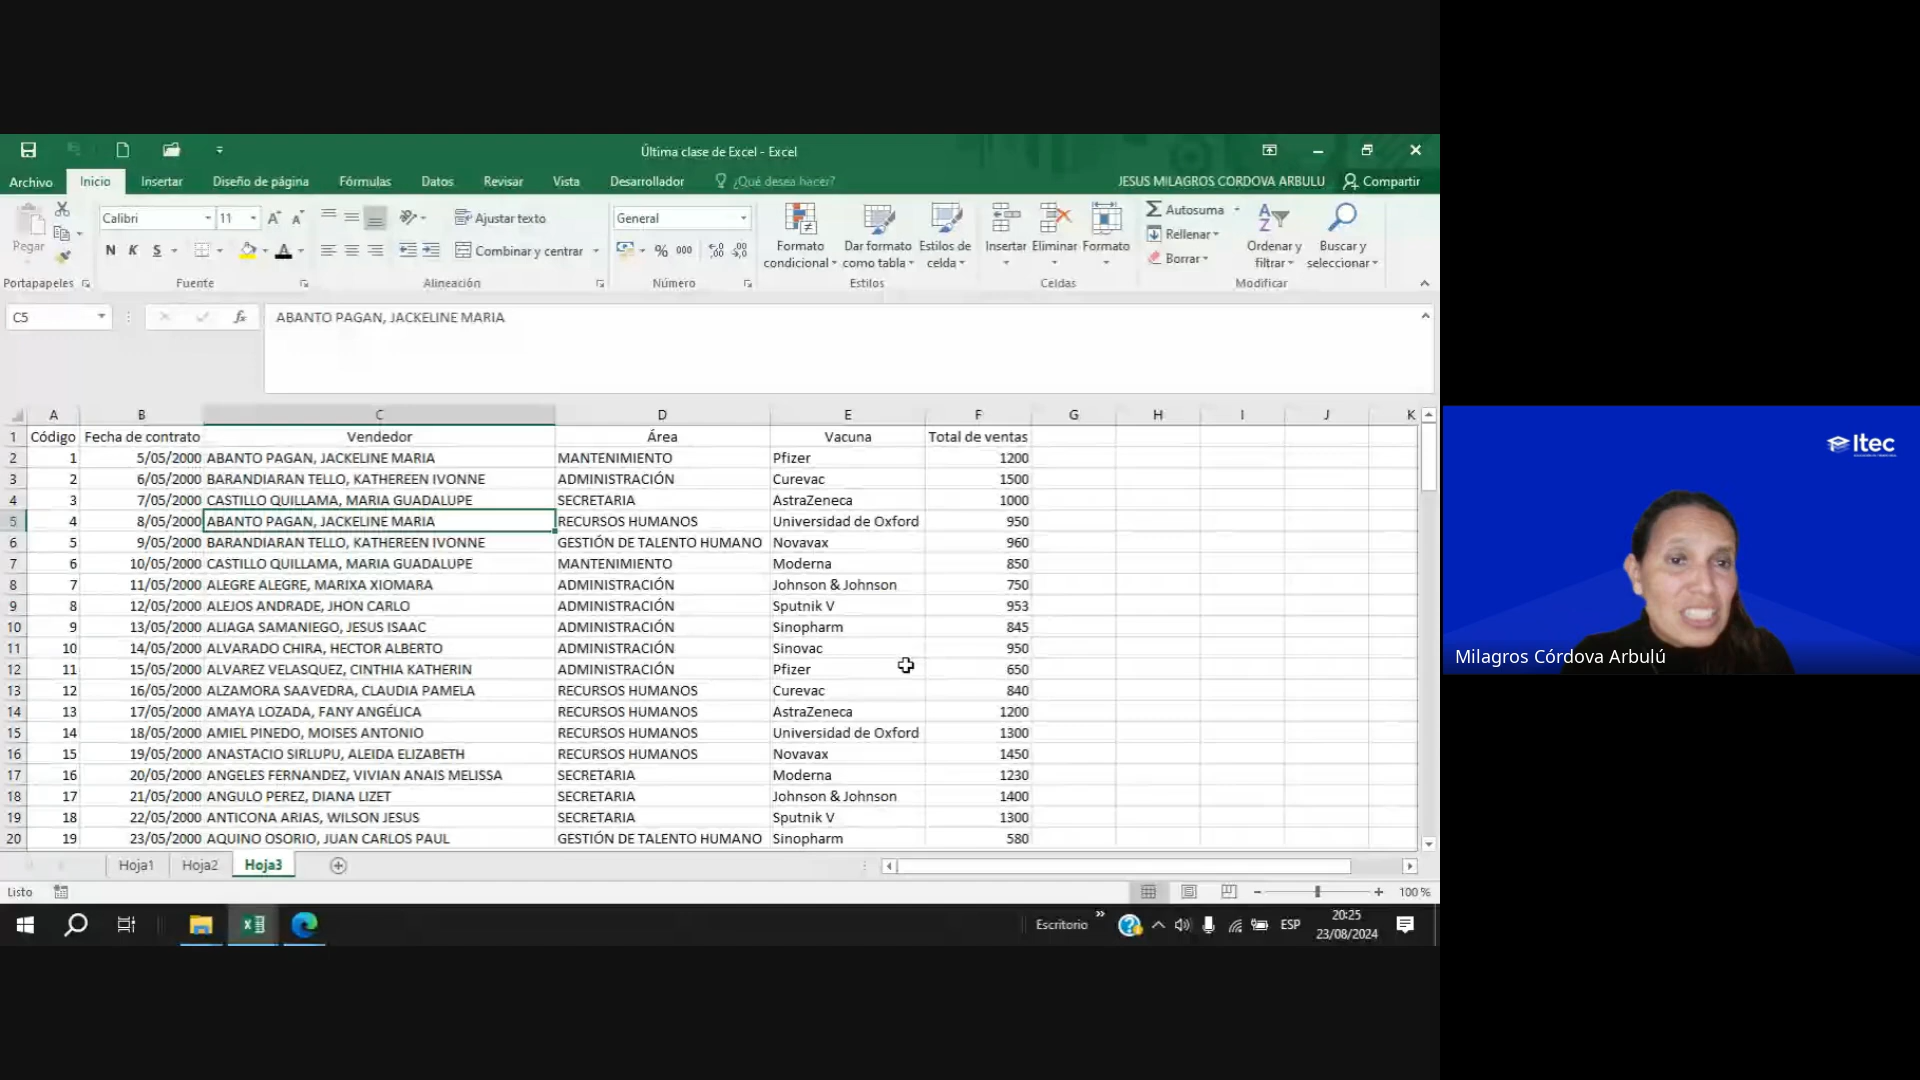 Última clase de Excel - Excel
Archivo Inicio Insertar Diseño de página Fórmulas Datos Revisar Vista Desarrollador ¿Qué desea hacer? JESUS MILAGROS CORDOVA ARBULU Compartir
Pegar Calibri 11 Ajustar texto General Formato condicional Dar formato como tabla Estilos de celda Insertar Eliminar Formato Autosuma Rellenar Borrar Ordenar y filtrar Buscar y seleccionar
N K S Combinar y centrar % 000
Portapapeles Fuente Alineación Número Estilos Celdas Modificar
C5 fx ABANTO PAGAN, JACKELINE MARIA
A B C D E F G H I J K
1 Código Fecha de contrato Vendedor Área Vacuna Total de ventas
2 1 5/05/2000 ABANTO PAGAN, JACKELINE MARIA MANTENIMIENTO Pfizer 1200
3 2 6/05/2000 BARANDIARAN TELLO, KATHEREEN IVONNE ADMINISTRACIÓN Curevac 1500
4 3 7/05/2000 CASTILLO QUILLAMA, MARIA GUADALUPE SECRETARIA AstraZeneca 1000
5 4 8/05/2000 ABANTO PAGAN, JACKELINE MARIA RECURSOS HUMANOS Universidad de Oxford 950
6 5 9/05/2000 BARANDIARAN TELLO, KATHEREEN IVONNE GESTIÓN DE TALENTO HUMANO Novavax 960
7 6 10/05/2000 CASTILLO QUILLAMA, MARIA GUADALUPE MANTENIMIENTO Moderna 850
8 7 11/05/2000 ALEGRE ALEGRE, MARIXA XIOMARA ADMINISTRACIÓN Johnson & Johnson 750
9 8 12/05/2000 ALEJOS ANDRADE, JHON CARLO ADMINISTRACIÓN Sputnik V 953
10 9 13/05/2000 ALIAGA SAMANIEGO, JESUS ISAAC ADMINISTRACIÓN Sinopharm 845
11 10 14/05/2000 ALVARADO CHIRA, HECTOR ALBERTO ADMINISTRACIÓN Sinovac 950
12 11 15/05/2000 ALVAREZ VELASQUEZ, CINTHIA KATHERIN ADMINISTRACIÓN Pfizer 650
13 12 16/05/2000 ALZAMORA SAAVEDRA, CLAUDIA PAMELA RECURSOS HUMANOS Curevac 840
14 13 17/05/2000 AMAYA LOZADA, FANY ANGÉLICA RECURSOS HUMANOS AstraZeneca 1200
15 14 18/05/2000 AMIEL PINEDO, MOISES ANTONIO RECURSOS HUMANOS Universidad de Oxford 1300
16 15 19/05/2000 ANASTACIO SIRLUPU, ALEIDA ELIZABETH RECURSOS HUMANOS Novavax 1450
17 16 20/05/2000 ANGELES FERNANDEZ, VIVIAN ANAIS MELISSA SECRETARIA Moderna 1230
18 17 21/05/2000 ANGULO PEREZ, DIANA LIZET SECRETARIA Johnson & Johnson 1400
19 18 22/05/2000 ANTICONA ARIAS, WILSON JESUS SECRETARIA Sputnik V 1300
20 19 23/05/2000 AQUINO OSORIO, JUAN CARLOS PAUL GESTIÓN DE TALENTO HUMANO Sinopharm 580
Hoja1 Hoja2 Hoja3
Listo 100 %
Escritorio ESP 20:25
23/08/2024
Itec
Milagros Córdova Arbulú